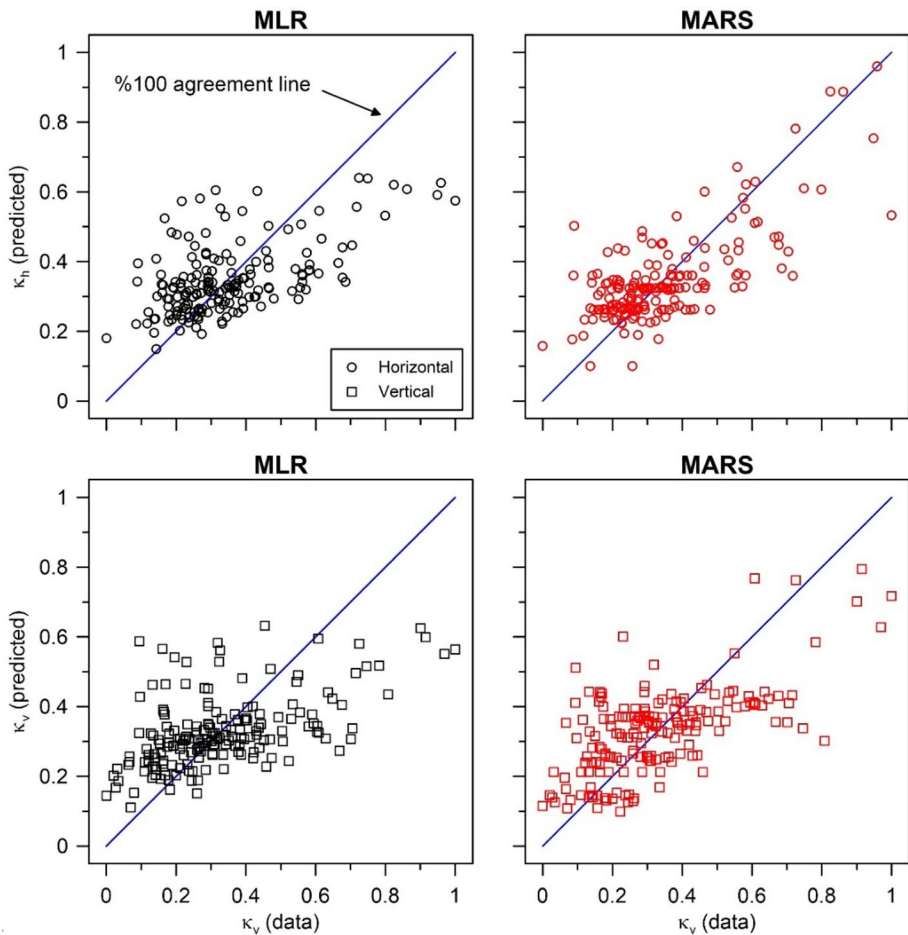 MLR
MARS
1
0.8
0.6
0.4
0.2
0
κh (predicted)
%100 agreement line
Horizontal
Vertical
MLR
MARS
1
0.8
0.6
0.4
0.2
0
κv (predicted)
0 0.2 0.4 0.6 0.8 1
0 0.2 0.4 0.6 0.8 1
κv (data)
κv (data)